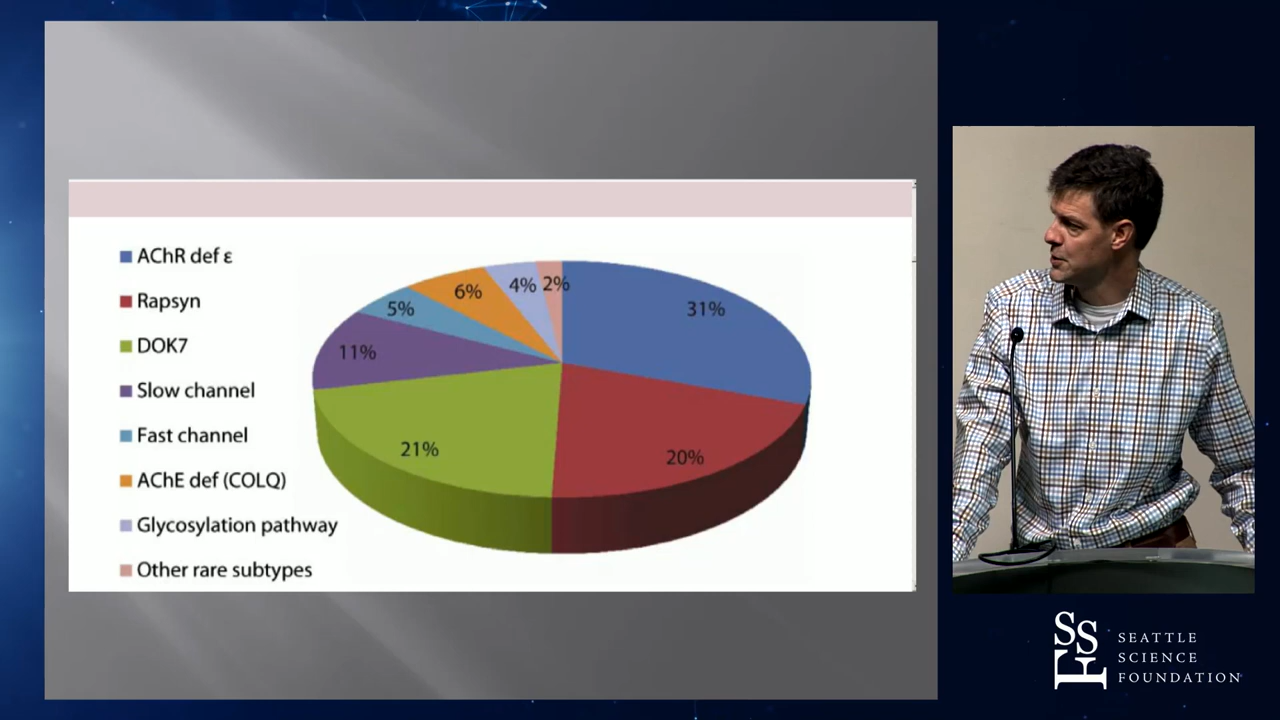 AChR def ε
Rapsyn
DOK7
Slow channel
Fast channel
AChE def (COLQ)
Glycosylation pathway
Other rare subtypes
31%
20%
21%
11%
5%
6%
4%
2%
SSF
SEATTLE
SCIENCE
FOUNDATION